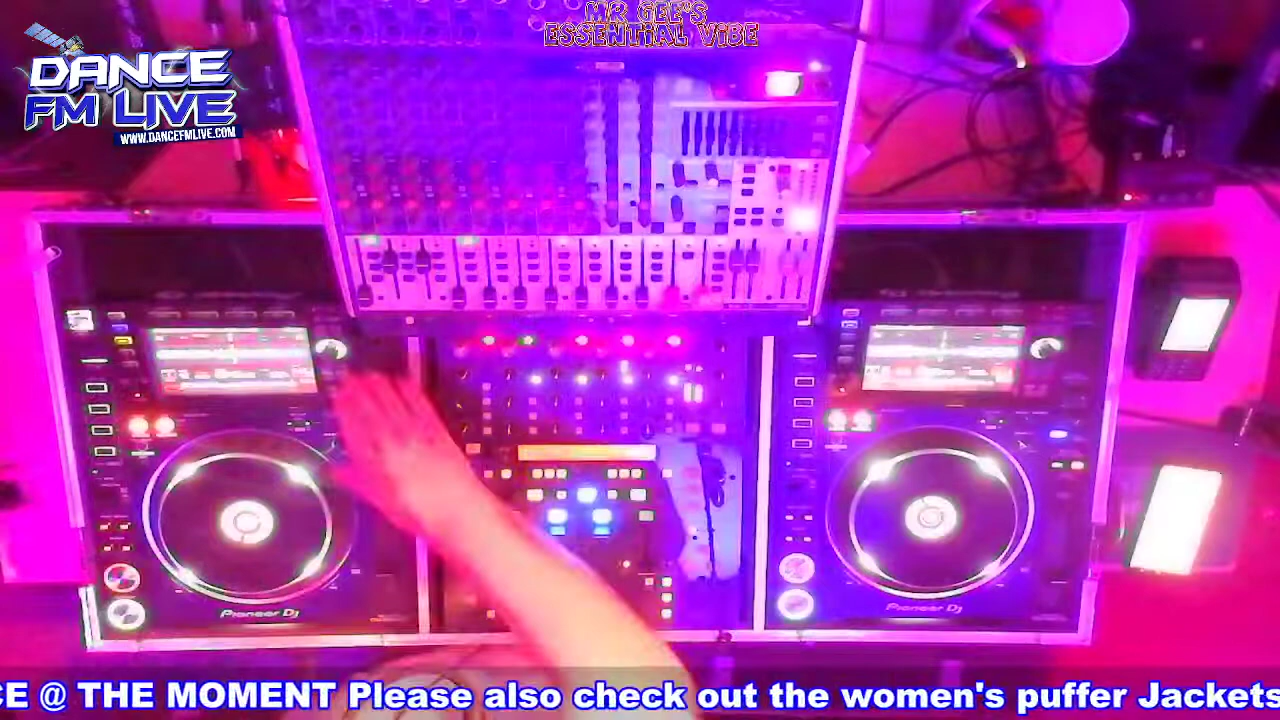 MR GEE'S
ESSENTIAL VIBE
DANCE
FM LIVE
WWW.DANCEFMLIVE.COM
Pioneer DJ
Pioneer DJ
CE @ THE MOMENT Please also check out the women's puffer Jackets